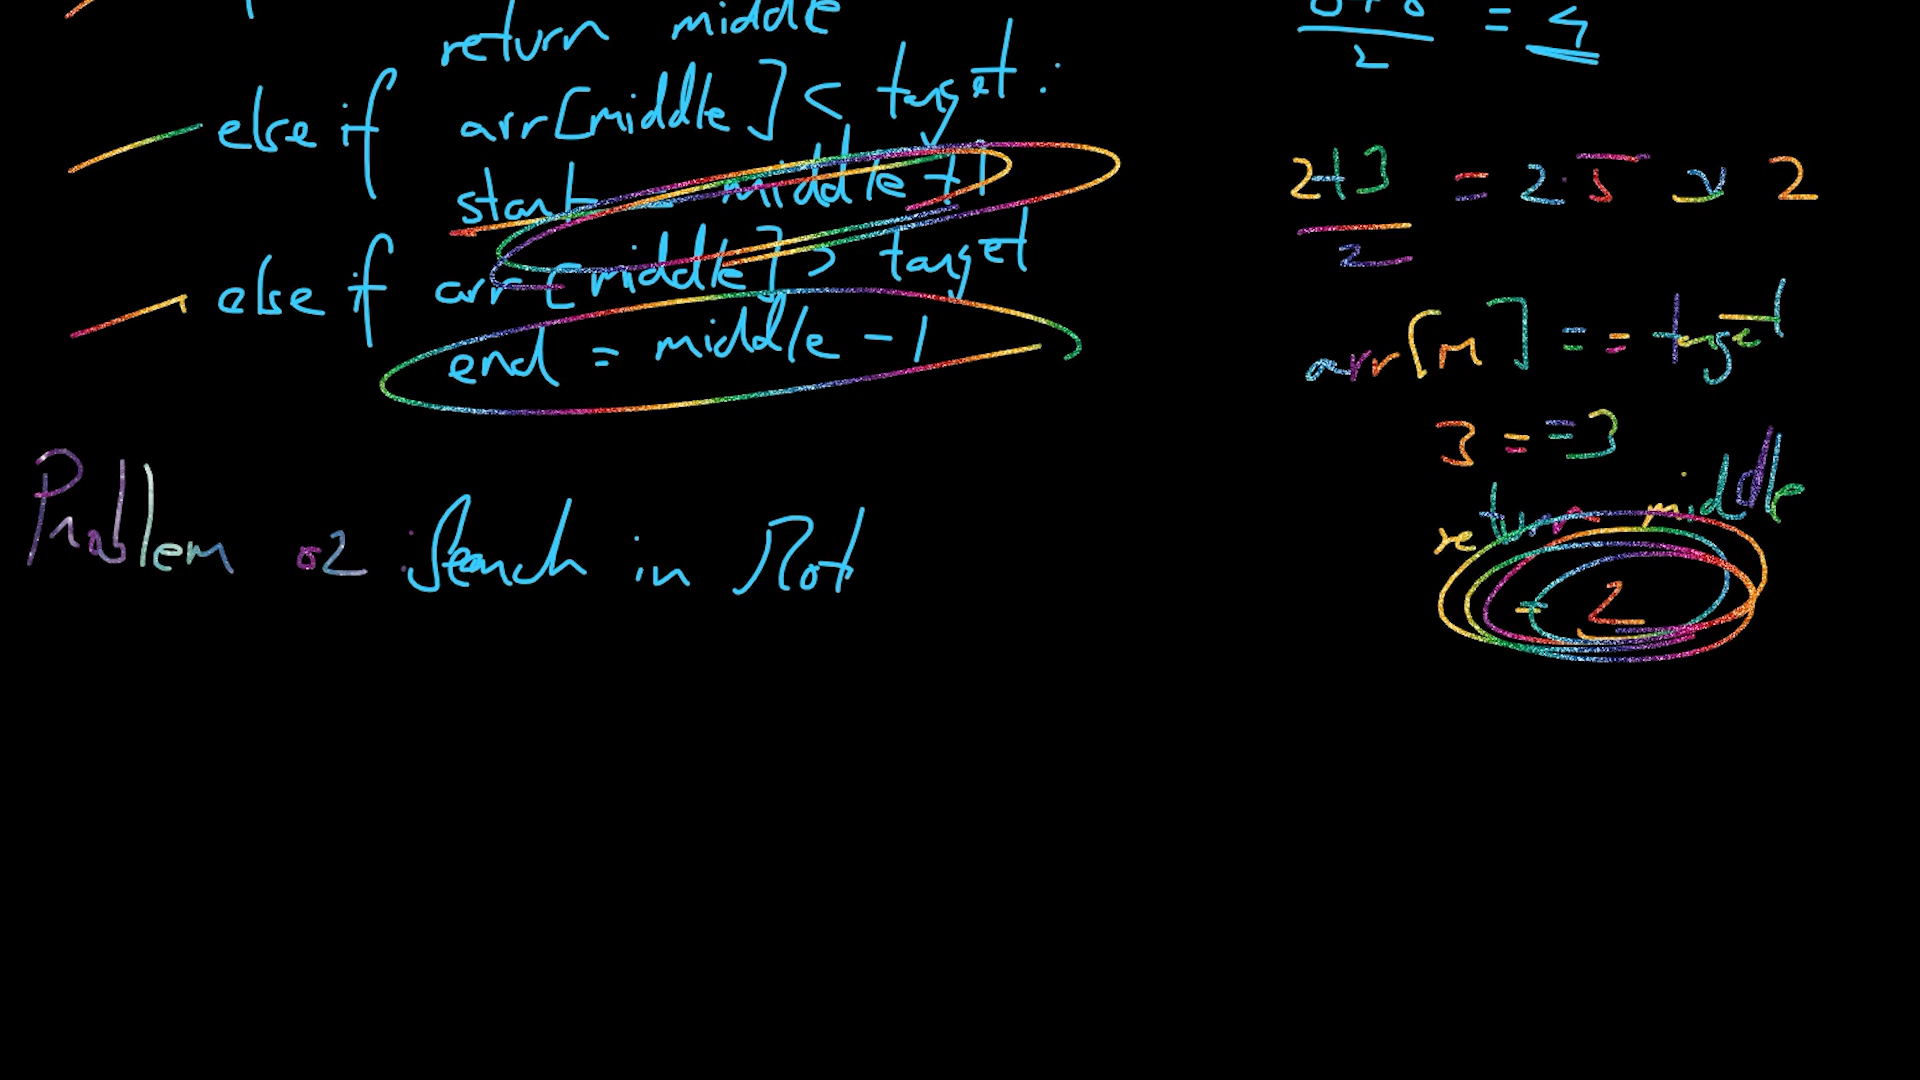 return middle
else if arr[middle] < target:
start = middle +1
else if arr[middle] > target
end = middle - 1
Problem 02: Search in Rot
2
= 4
2+3
2
= 2.5 ≈ 2
arr[m] == target
3 == 3
return middle
= 2